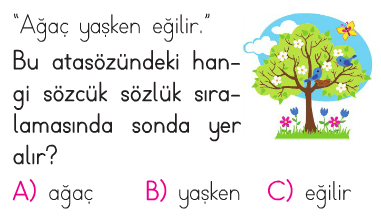 “Ağaç yaşken eğilir.”
Bu atasözündeki han-
gi sözcük sözlük sıra-
lamasında sonda yer
alır?
A) ağaç B) yaşken C) eğilir